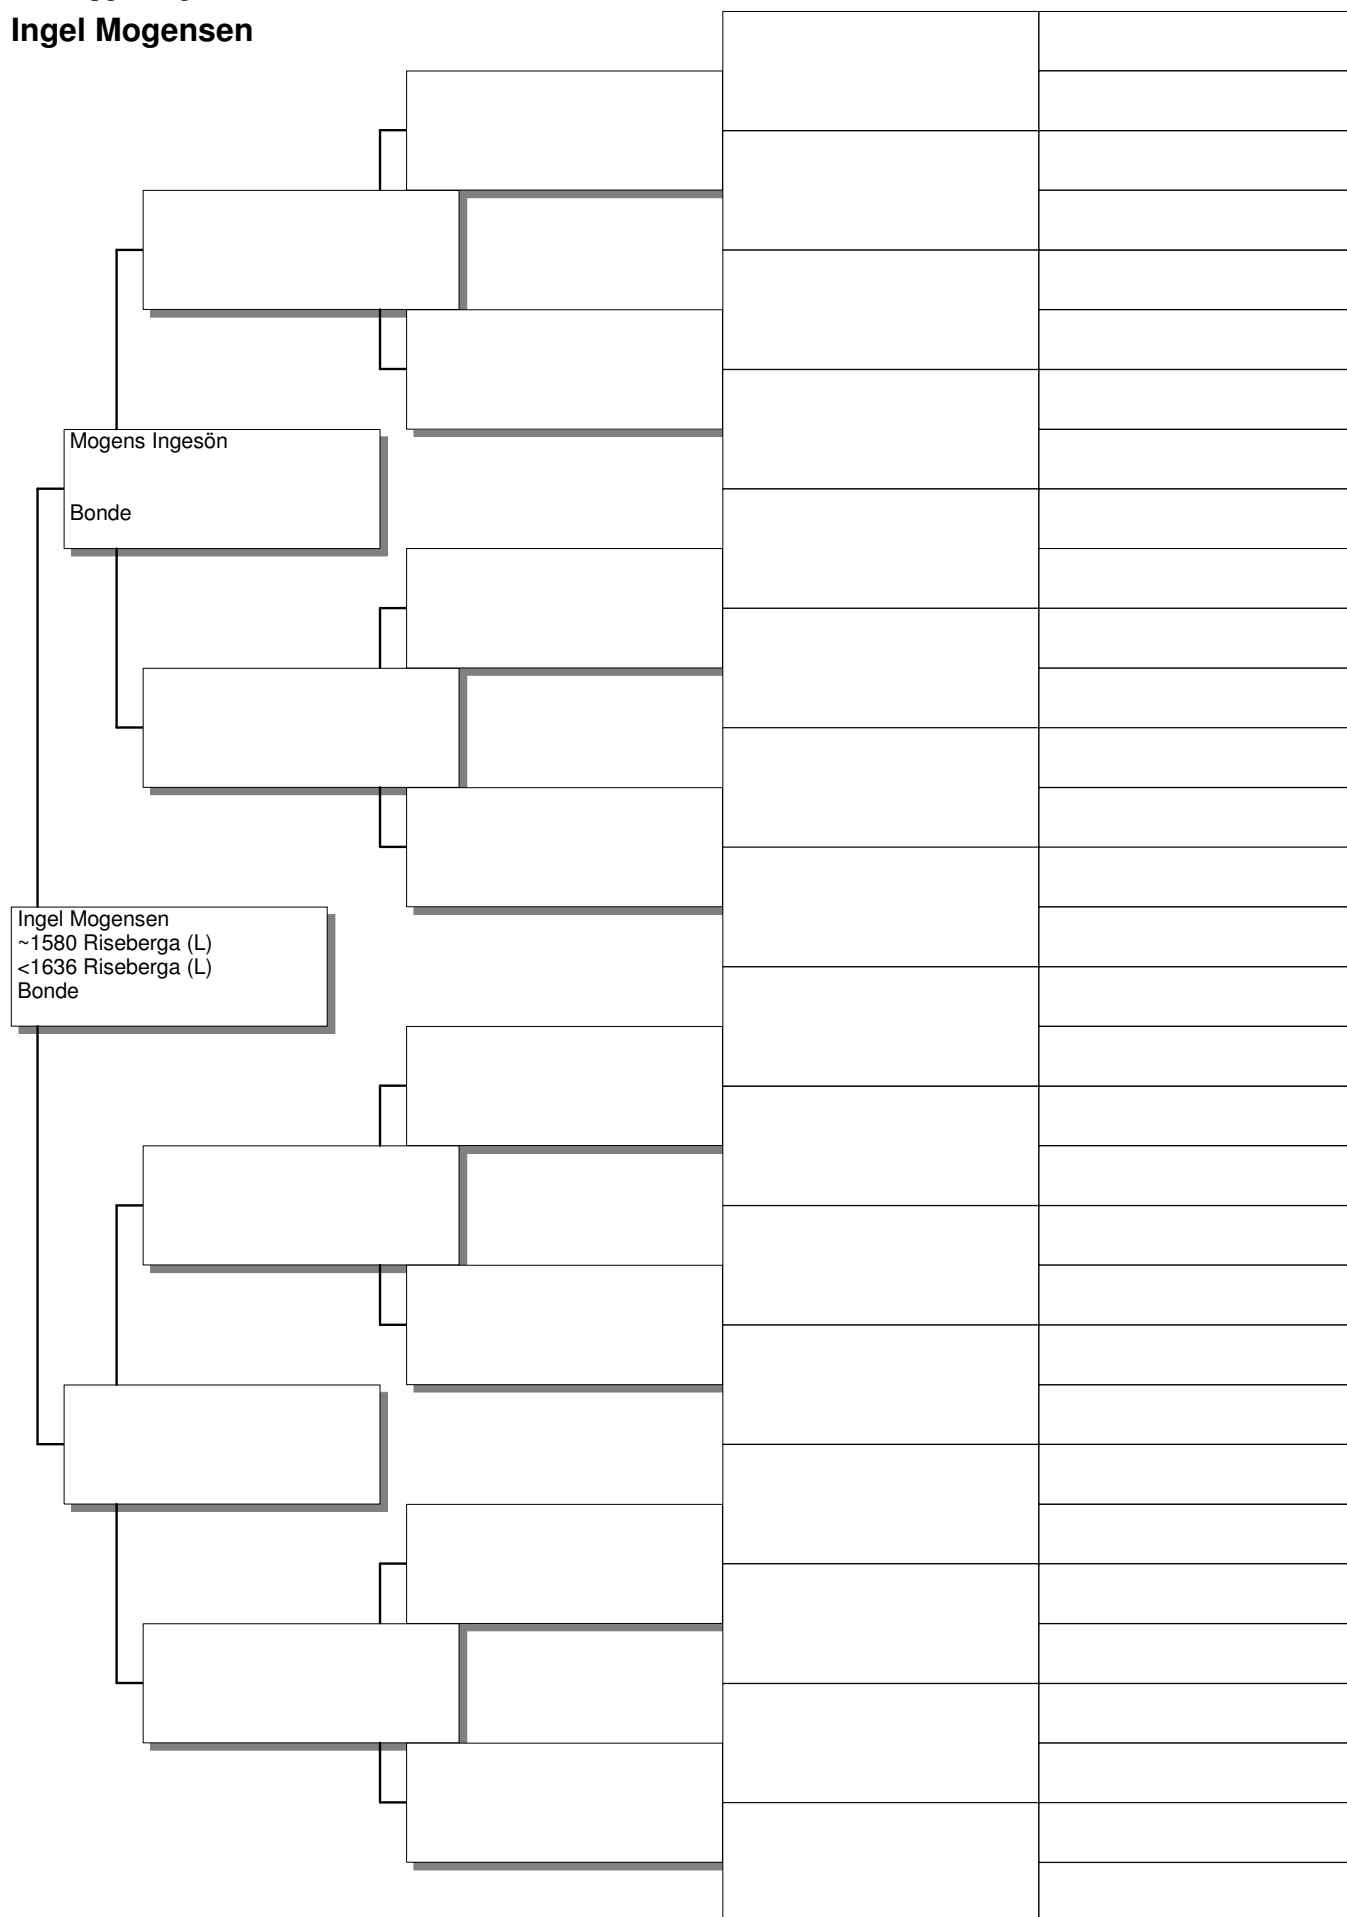 Ingel Mogensen
Mogens Ingesön
Bonde
Ingel Mogensen
~1580 Riseberga (L)
<1636 Riseberga (L)
Bonde